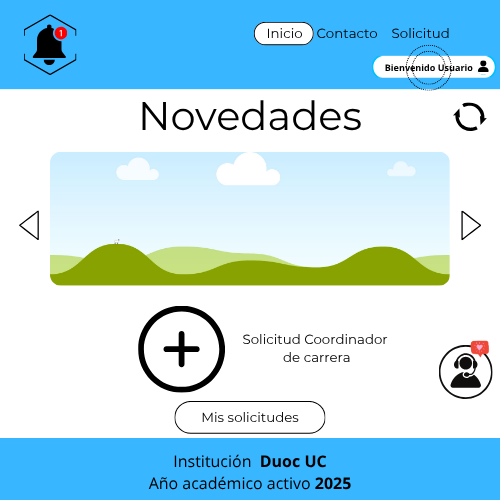 1
Inicio Contacto Solicitud
Bienvenido Usuario
Novedades
Solicitud Coordinador
de carrera
Mis solicitudes
Institución Duoc UC
Año académico activo 2025